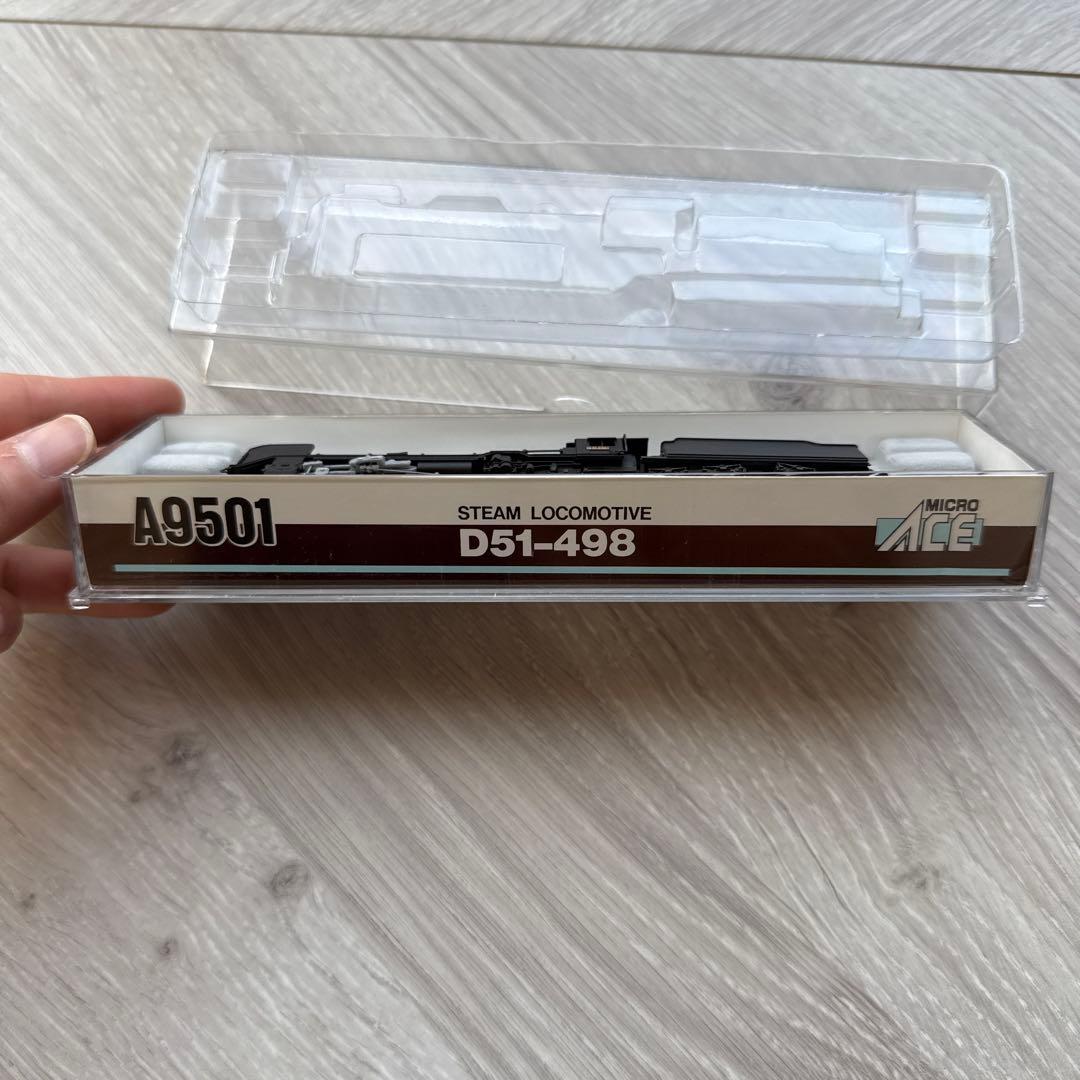 A9501
STEAM LOCOMOTIVE
D51-498
MICRO
ACE